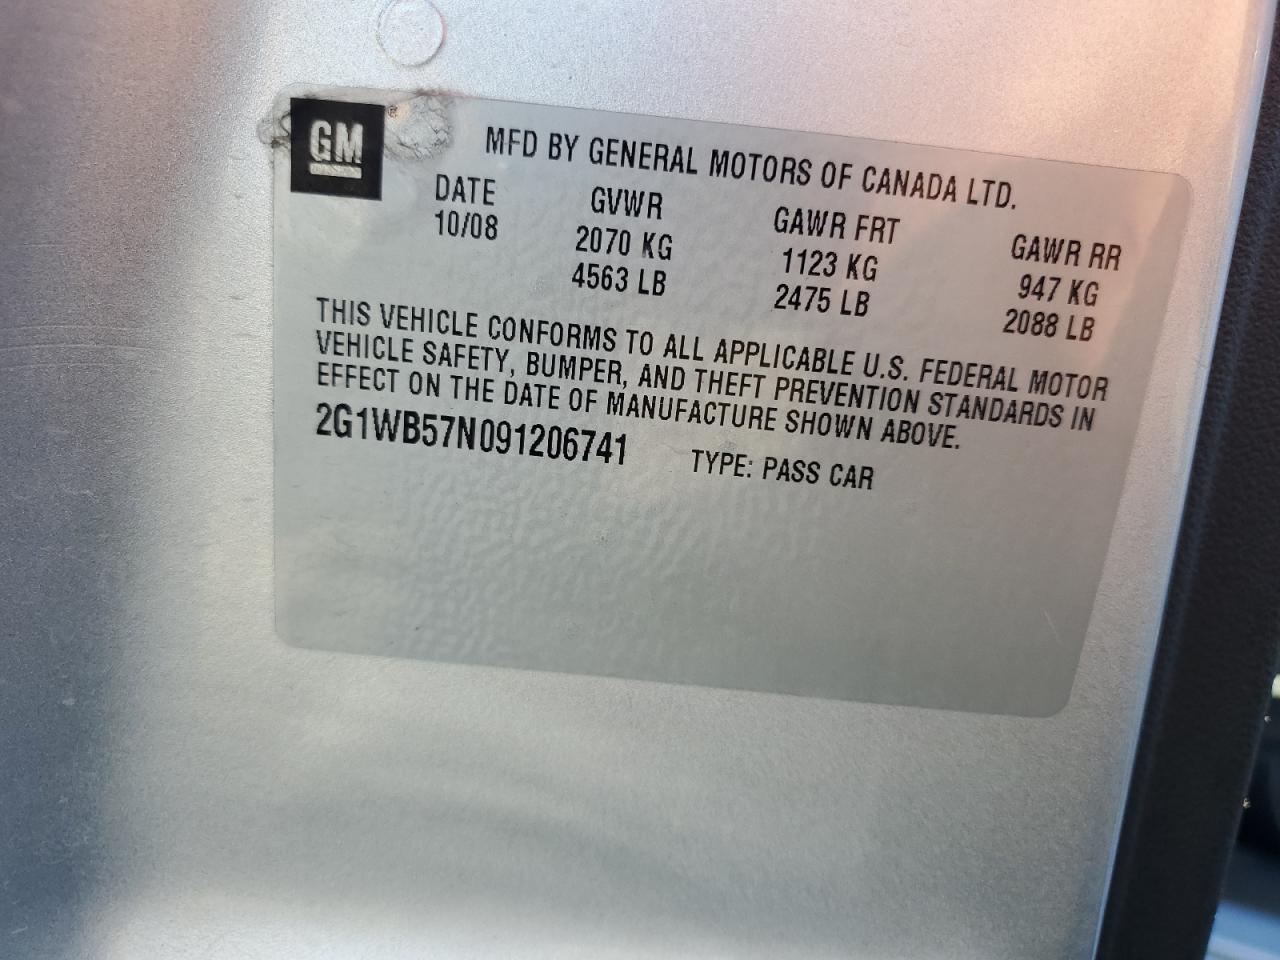 GM ®
MFD BY GENERAL MOTORS OF CANADA LTD.
DATE GVWR GAWR FRT GAWR RR
10/08 2070 KG 1123 KG 947 KG
4563 LB 2475 LB 2088 LB
THIS VEHICLE CONFORMS TO ALL APPLICABLE U.S. FEDERAL MOTOR
VEHICLE SAFETY, BUMPER, AND THEFT PREVENTION STANDARDS IN
EFFECT ON THE DATE OF MANUFACTURE SHOWN ABOVE.
2G1WB57N091206741 TYPE: PASS CAR